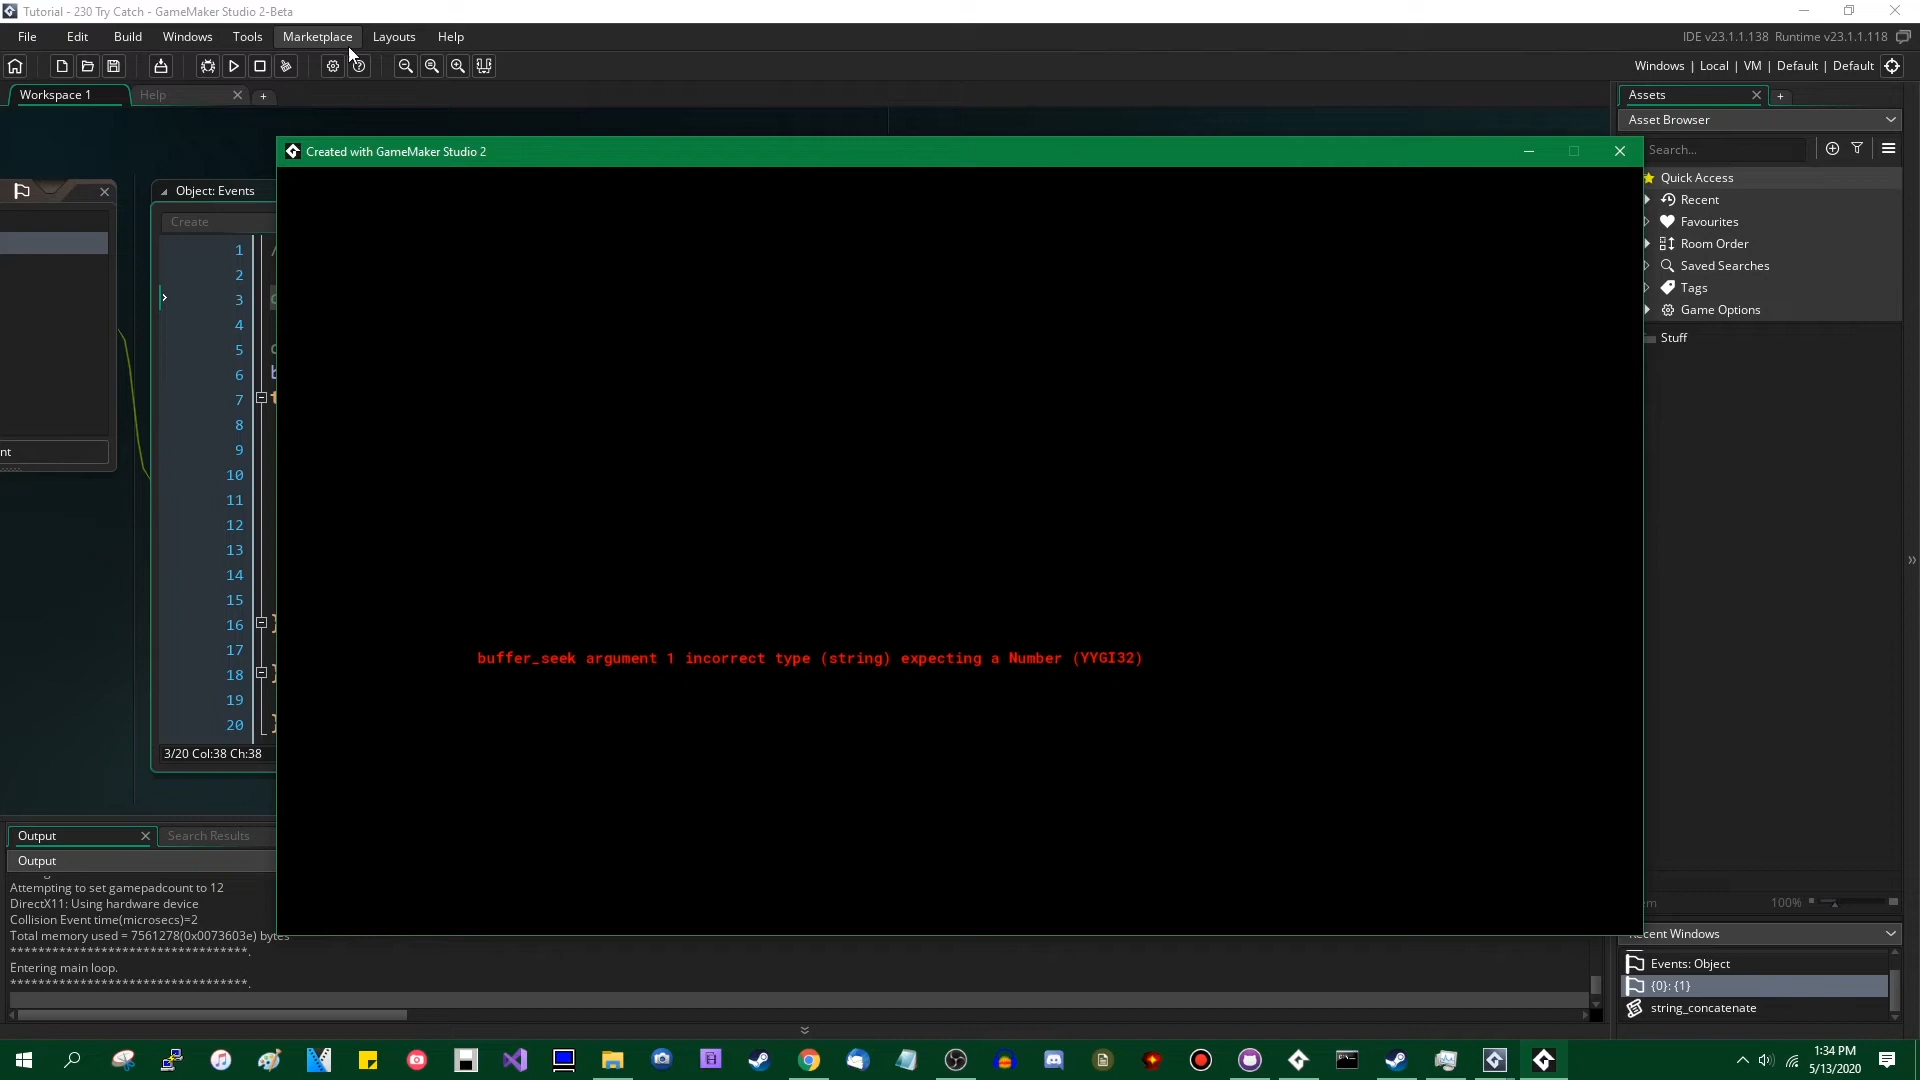 Tutorial - 230 Try Catch - GameMaker Studio 2-Beta
File Edit Build Windows Tools Marketplace Layouts Help
IDE v23.1.1.138 Runtime v23.1.1.118
Windows | Local | VM | Default | Default
Workspace 1
Help
Assets
Asset Browser
Search...
Created with GameMaker Studio 2
Object: Events
Create
Quick Access
Recent
Favourites
Room Order
Saved Searches
Tags
Game Options
Stuff
1
2
3
4
5
6
7
8
9
10
11
12
13
14
15
16
17
18
19
20
nt
buffer_seek argument 1 incorrect type (string) expecting a Number (YYGI32)
3/20 Col:38 Ch:38
Output
Search Results
Output
Attempting to set gamepadcount to 12
DirectX11: Using hardware device
Collision Event time(microsecs)=2
Total memory used = 7561278(0x0073603e) bytes
**********************************.
Entering main loop.
**********************************.
em
100%
Recent Windows
Events: Object
{0}: {1}
string_concatenate
1:34 PM
5/13/2020